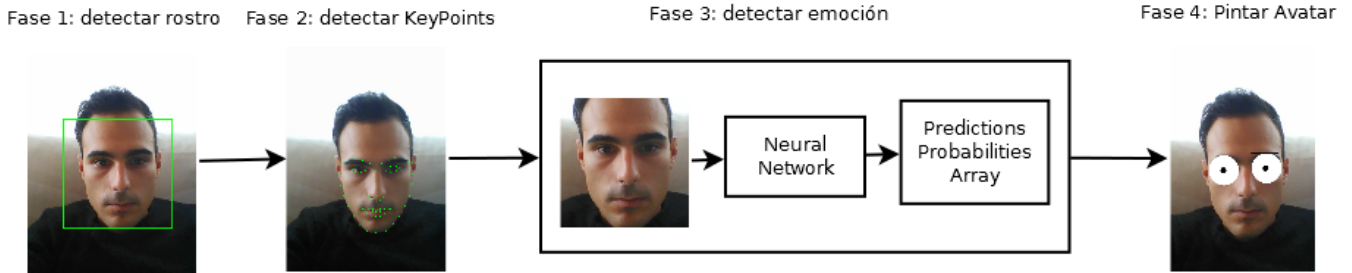 Fase 1: detectar rostro
Fase 2: detectar KeyPoints
Fase 3: detectar emoción
Fase 4: Pintar Avatar
Neural
Network
Predictions
Probabilities
Array